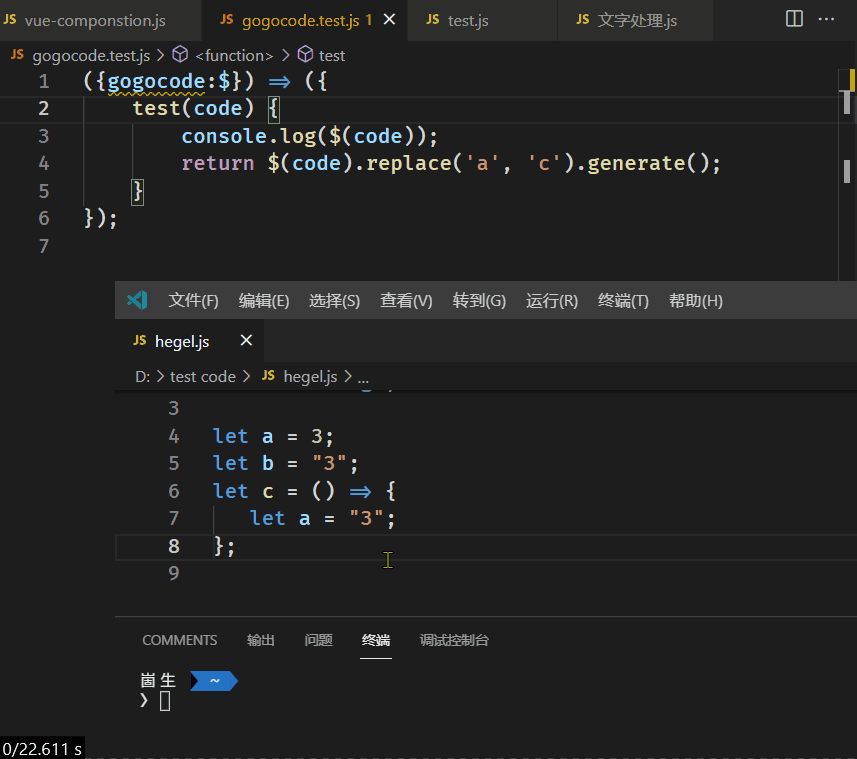 JS vue-componstion.js JS gogocode.test.js 1 × JS test.js JS 文字处理.js ...
JS gogocode.test.js > <function> > test
1 ({gogocode:$}) => ({
2 test(code) {
3 console.log($(code));
4 return $(code).replace('a', 'c').generate();
5 }
6 });
7
文件(F) 编辑(E) 选择(S) 查看(V) 转到(G) 运行(R) 终端(T) 帮助(H)
JS hegel.js ×
D: > test code > JS hegel.js > ...
3
4 let a = 3;
5 let b = "3";
6 let c = () => {
7 let a = "3";
8 };
9
COMMENTS 输出 问题 终端 调试控制台
崮生 ~
❯
0/22.611 s